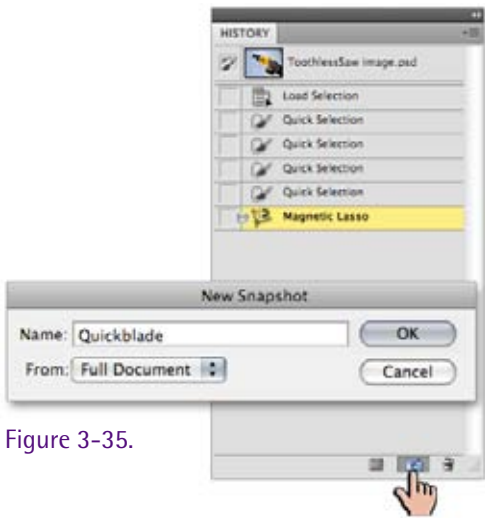 HISTORY
ToothlessSaw image.psd
Load Selection
Quick Selection
Quick Selection
Quick Selection
Quick Selection
Magnetic Lasso
New Snapshot
Name: Quickblade OK
From: Full Document Cancel
Figure 3-35.